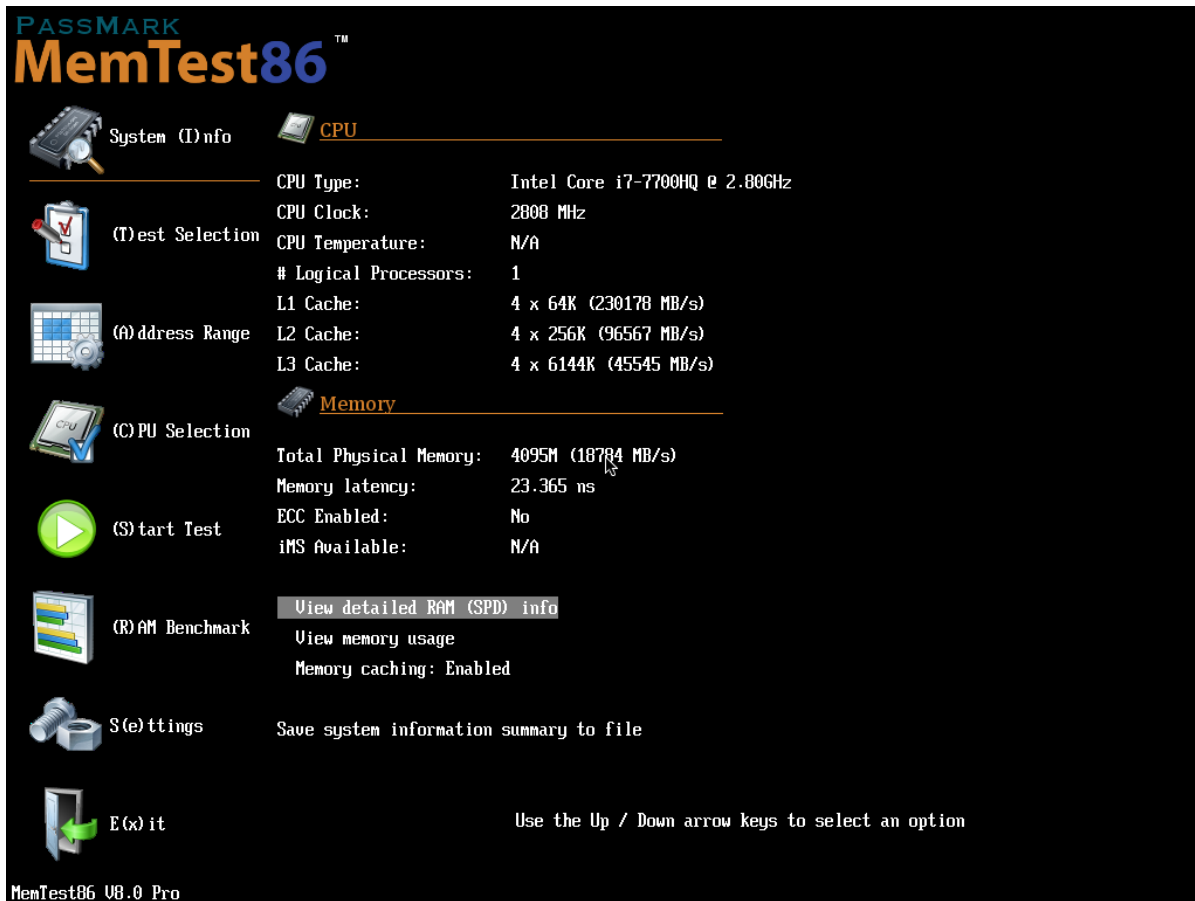 PASSMARK
MemTest86™
System (I)nfo
(T)est Selection
(A)ddress Range
(C)PU Selection
(S)tart Test
(R)AM Benchmark
S(e)ttings
E(x)it
CPU
CPU Type: Intel Core i7-7700HQ @ 2.80GHz
CPU Clock: 2808 MHz
CPU Temperature: N/A
# Logical Processors: 1
L1 Cache: 4 x 64K (230178 MB/s)
L2 Cache: 4 x 256K (96567 MB/s)
L3 Cache: 4 x 6144K (45545 MB/s)
Memory
Total Physical Memory: 4095M (18784 MB/s)
Memory latency: 23.365 ns
ECC Enabled: No
iMS Available: N/A
View detailed RAM (SPD) info
View memory usage
Memory caching: Enabled
Save system information summary to file
Use the Up / Down arrow keys to select an option
MemTest86 V8.0 Pro